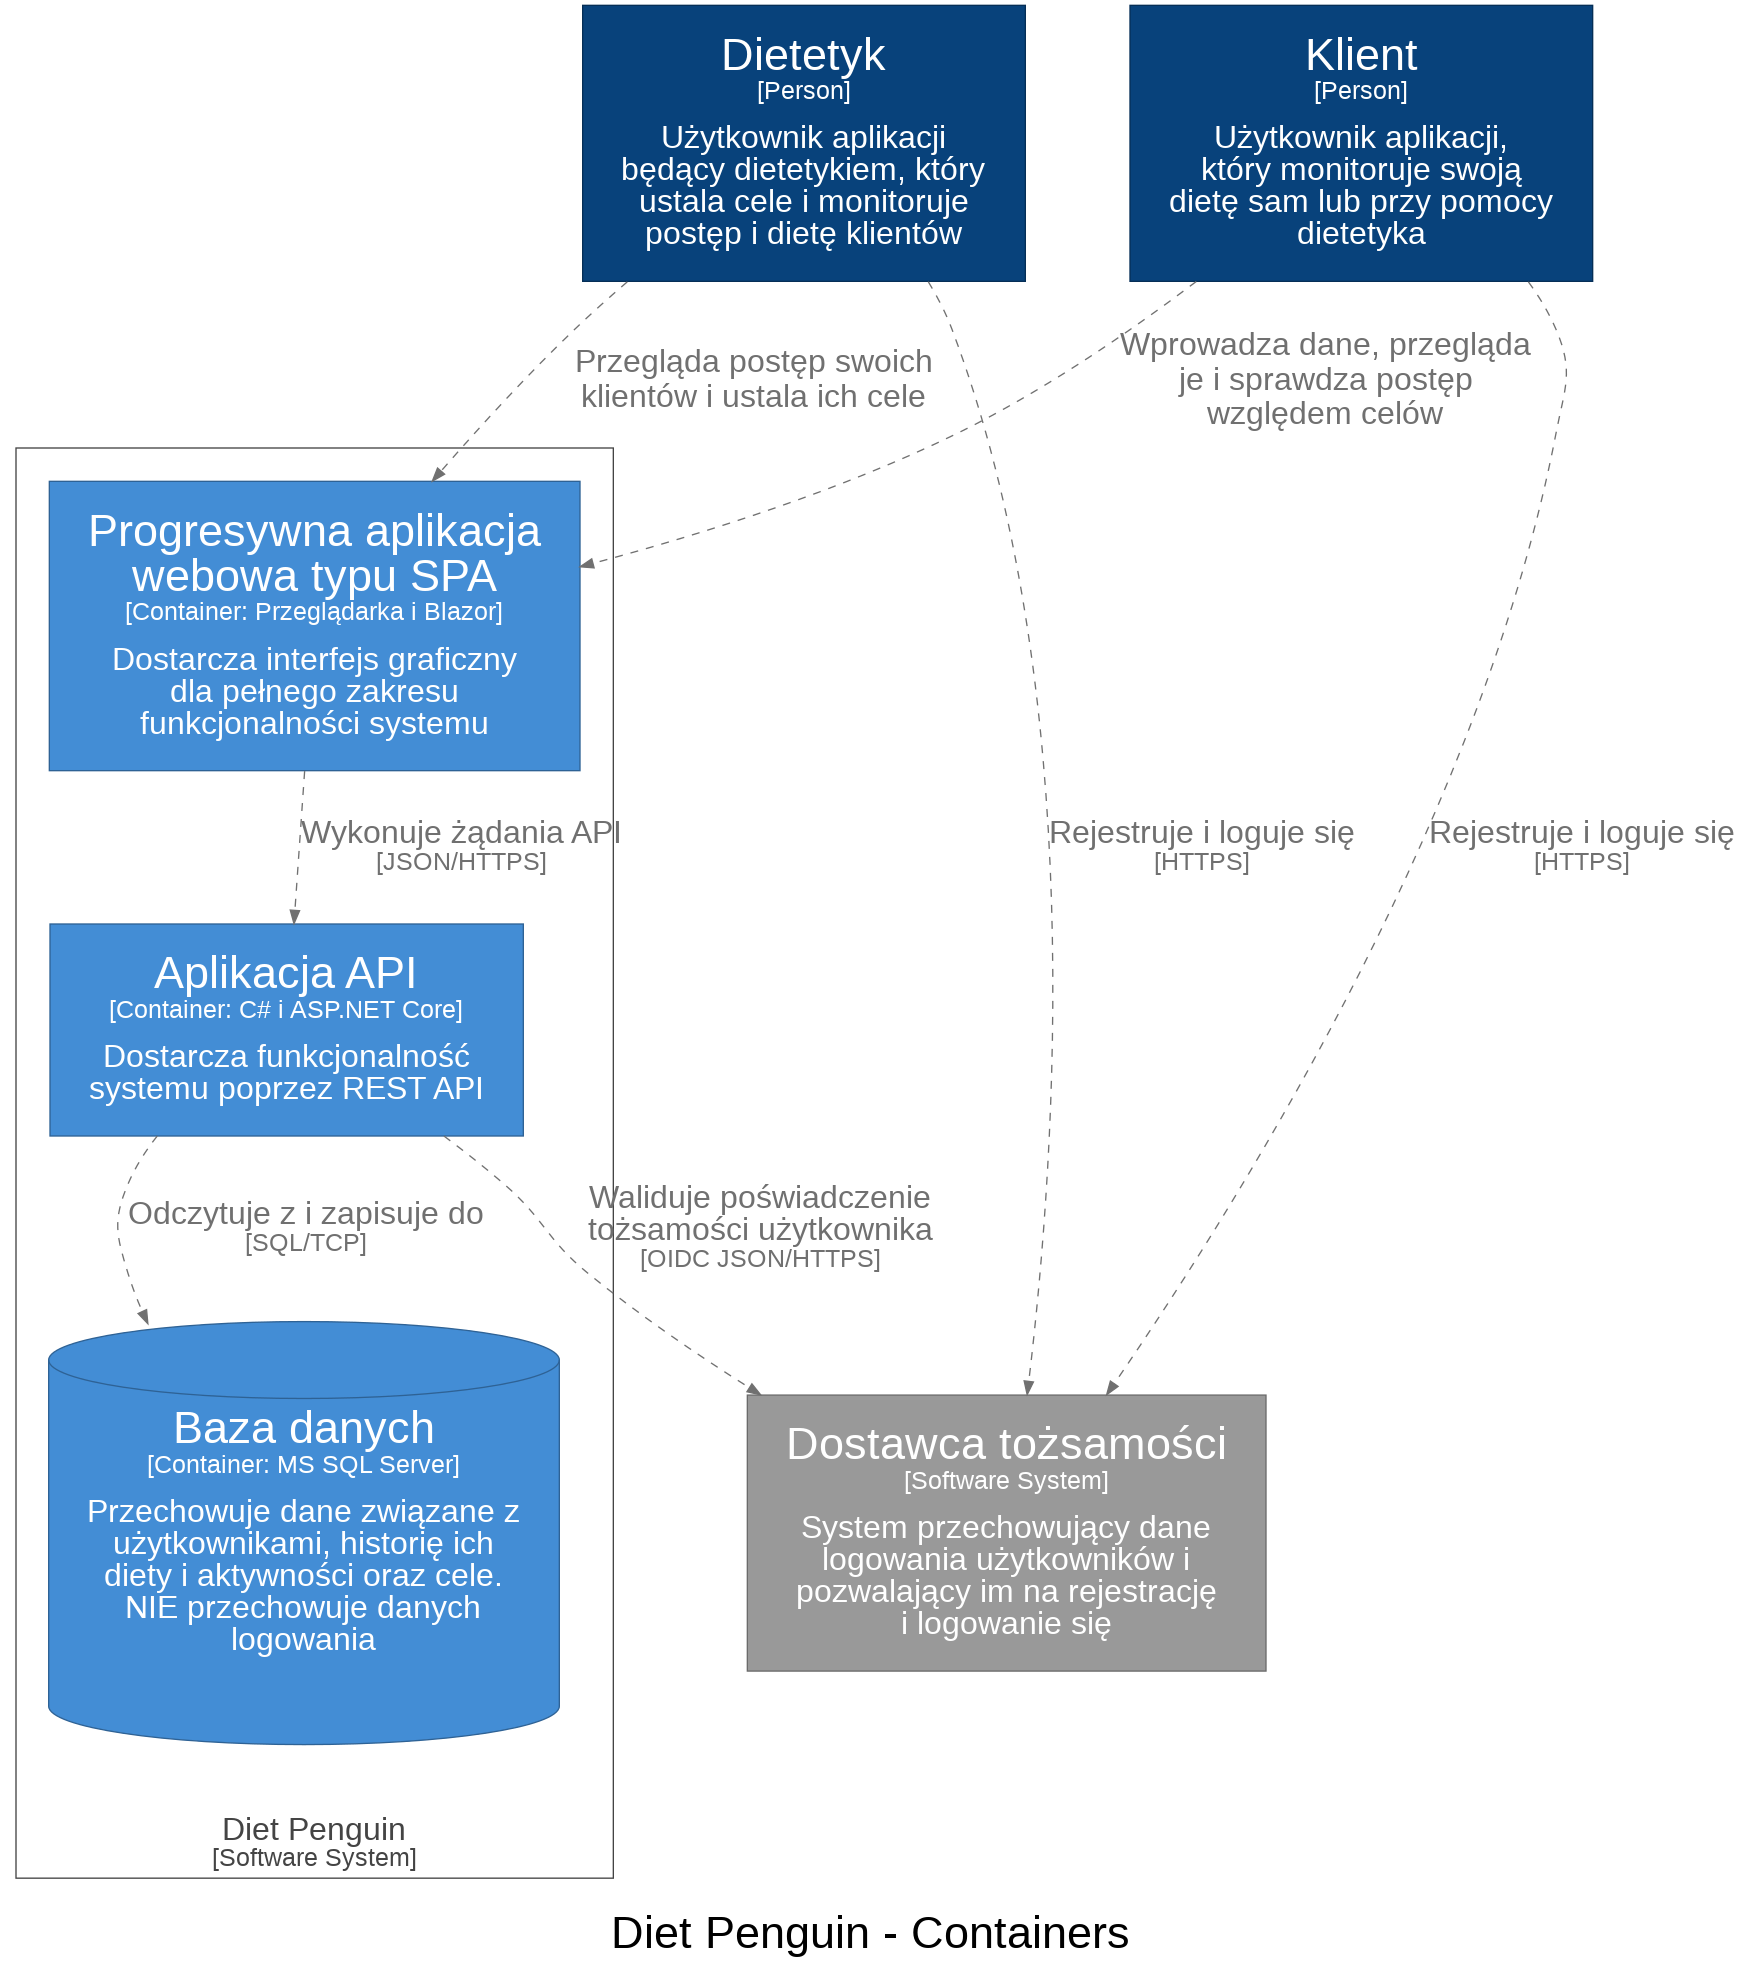 Dietetyk
[Person]
Użytkownik aplikacji
będący dietetykiem, który
ustala cele i monitoruje
postęp i dietę klientów
Klient
[Person]
Użytkownik aplikacji,
który monitoruje swoją
dietę sam lub przy pomocy
dietetyka
Przegląda postęp swoich
klientów i ustala ich cele
Wprowadza dane, przegląda
je i sprawdza postęp
względem celów
Progresywna aplikacja
webowa typu SPA
[Container: Przeglądarka i Blazor]
Dostarcza interfejs graficzny
dla pełnego zakresu
funkcjonalności systemu
Wykonuje żądania API
[JSON/HTTPS]
Rejestruje i loguje się
[HTTPS]
Rejestruje i loguje się
[HTTPS]
Aplikacja API
[Container: C# i ASP.NET Core]
Dostarcza funkcjonalność
systemu poprzez REST API
Odczytuje z i zapisuje do
[SQL/TCP]
Waliduje poświadczenie
tożsamości użytkownika
[OIDC JSON/HTTPS]
Baza danych
[Container: MS SQL Server]
Przechowuje dane związane z
użytkownikami, historię ich
diety i aktywności oraz cele.
NIE przechowuje danych
logowania
Dostawca tożsamości
[Software System]
System przechowujący dane
logowania użytkowników i
pozwalający im na rejestrację
i logowanie się
Diet Penguin
[Software System]
Diet Penguin - Containers